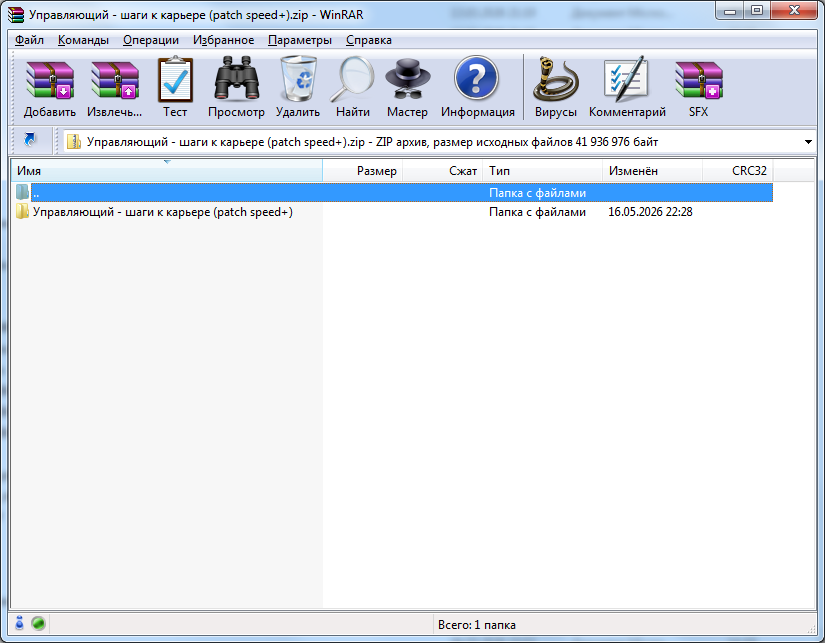 Управляющий - шаги к карьере (patch speed+).zip - WinRAR
Файл Команды Операции Избранное Параметры Справка
Добавить Извлечь... Тест Просмотр Удалить Найти Мастер Информация Вирусы Комментарий SFX
Управляющий - шаги к карьере (patch speed+).zip - ZIP архив, размер исходных файлов 41 936 976 байт
Имя Размер Сжат Тип Изменён CRC32
.. Папка с файлами
Управляющий - шаги к карьере (patch speed+) Папка с файлами 16.05.2026 22:28
Всего: 1 папка